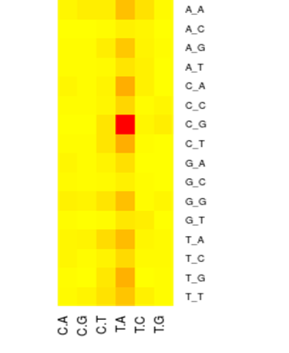 A_A
A_C
A_G
A_T
C_A
C_C
C_G
C_T
G_A
G_C
G_G
G_T
T_A
T_C
T_G
T_T
C.A
C.G
C.T
T.A
T.C
T.G